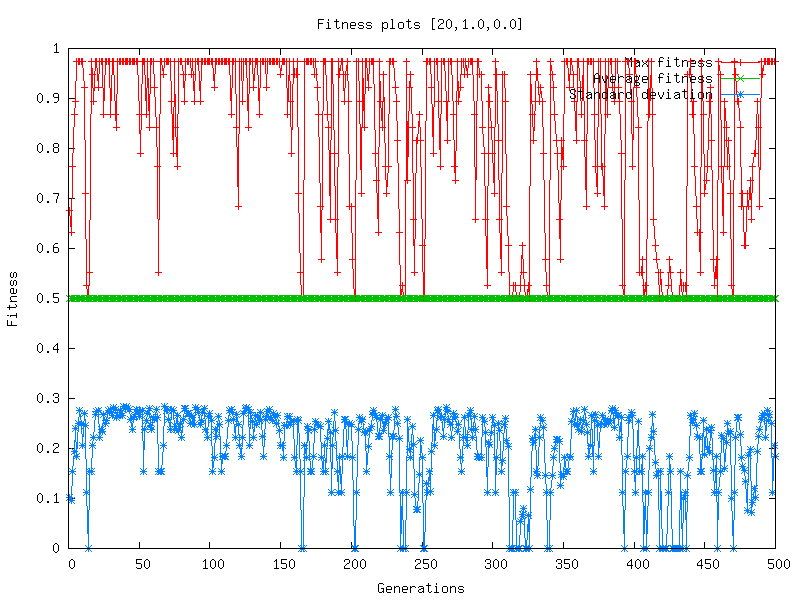 Fitness plots [20,1.0,0.0]
1
0.9
0.8
0.7
0.6
0.5
0.4
0.3
0.2
0.1
0
Fitness
Max fitness
Average fitness
Standard deviation
0 50 100 150 200 250 300 350 400 450 500
Generations